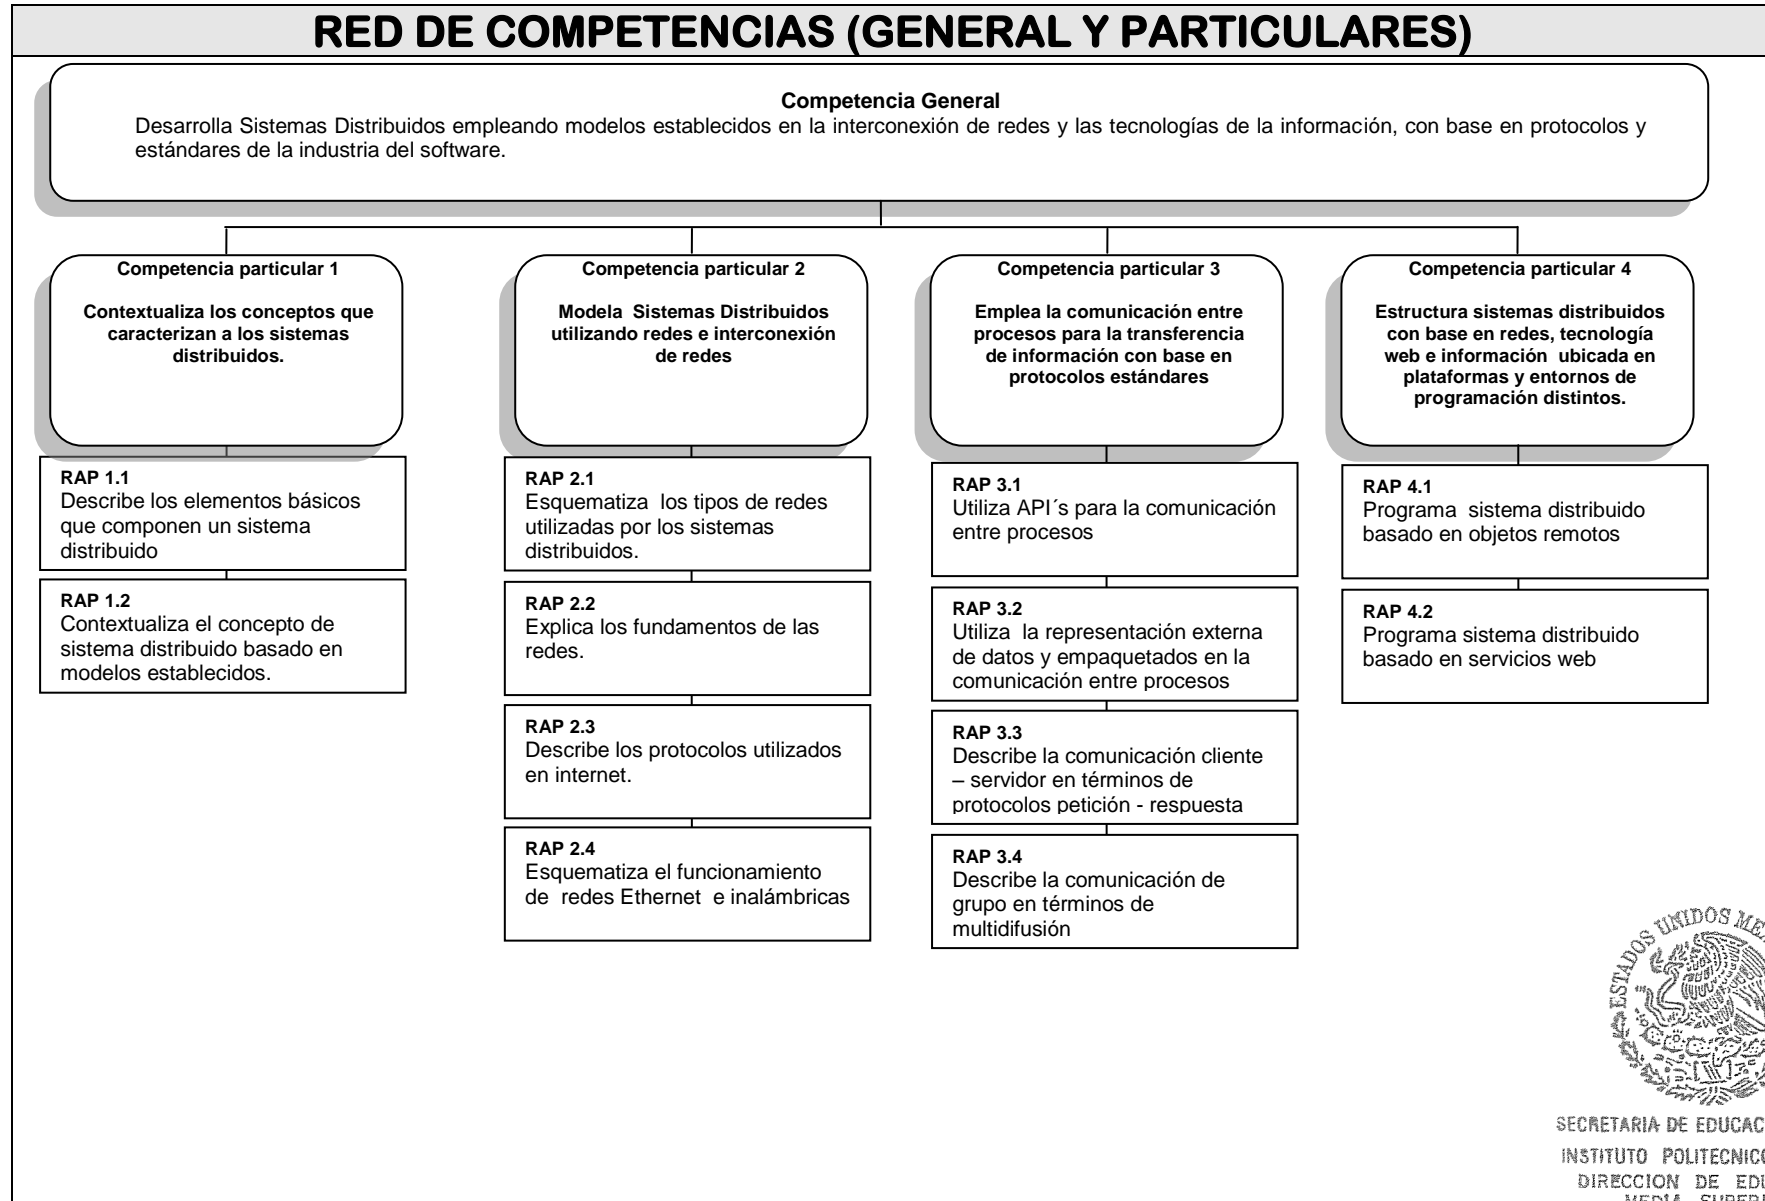 RED DE COMPETENCIAS (GENERAL Y PARTICULARES)
Competencia General
Desarrolla Sistemas Distribuidos empleando modelos establecidos en la interconexión de redes y las tecnologías de la información, con base en protocolos y
estándares de la industria del software.
Competencia particular 1
Contextualiza los conceptos que
caracterizan a los sistemas
distribuidos.
RAP 1.1
Describe los elementos básicos
que componen un sistema
distribuido
RAP 1.2
Contextualiza el concepto de
sistema distribuido basado en
modelos establecidos.
Competencia particular 2
Modela  Sistemas Distribuidos
utilizando redes e interconexión
de redes
RAP 2.1
Esquematiza  los tipos de redes
utilizadas por los sistemas
distribuidos.
RAP 2.2
Explica los fundamentos de las
redes.
RAP 2.3
Describe los protocolos utilizados
en internet.
RAP 2.4
Esquematiza el funcionamiento
de  redes Ethernet  e inalámbricas
Competencia particular 3
Emplea la comunicación entre
procesos para la transferencia
de información con base en
protocolos estándares
RAP 3.1
Utiliza API´s para la comunicación
entre procesos
RAP 3.2
Utiliza  la representación externa
de datos y empaquetados en la
comunicación entre procesos
RAP 3.3
Describe la comunicación cliente
– servidor en términos de
protocolos petición - respuesta
RAP 3.4
Describe la comunicación de
grupo en términos de
multidifusión
Competencia particular 4
Estructura sistemas distribuidos
con base en redes, tecnología
web e información  ubicada en
plataformas y entornos de
programación distintos.
RAP 4.1
Programa  sistema distribuido
basado en objetos remotos
RAP 4.2
Programa sistema distribuido
basado en servicios web
ESTADOS UNIDOS
SECRETARIA DE EDUCAC
INSTITUTO POLITECNICO
DIRECCION DE EDU
MEDIA